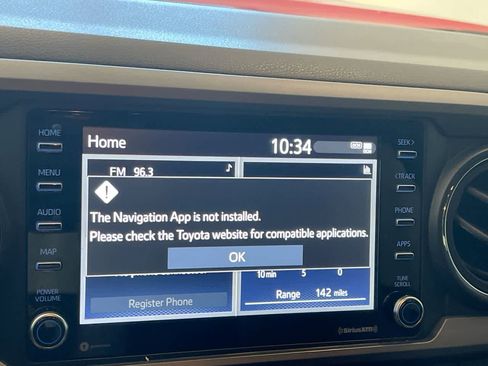 HOME
MENU
AUDIO
MAP
POWER
VOLUME
Home
10:34
DCM
FM 96.3
The Navigation App is not installed.
Please check the Toyota website for compatible applications.
OK
10 min 5 0
Range 142 miles
Register Phone
SEEK>
<TRACK
PHONE
APPS
TUNE
SCROLL
SiriusXM